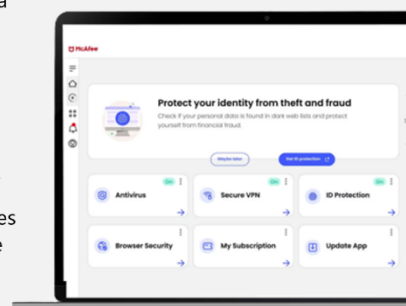 a
McAfee
Protect your identity from theft and fraud
Check if your personal data is found in dark web lists and protect
yourself from financial fraud.
Maybe later
Get ID protection
On
On
On
Antivirus
Secure VPN
ID Protection
es
Browser Security
My Subscription
Update App
e